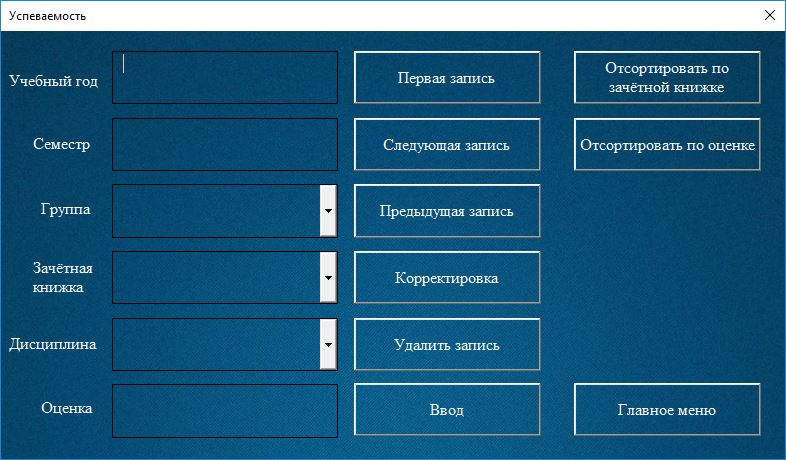 Успеваемость
Учебный год
Первая запись
Отсортировать по
зачётной книжке
Семестр
Следующая запись
Отсортировать по оценке
Группа
Предыдущая запись
Зачётная
книжка
Корректировка
Дисциплина
Удалить запись
Оценка
Ввод
Главное меню